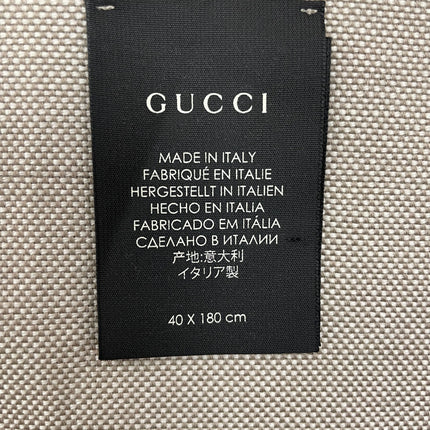 GUCCI
MADE IN ITALY
FABRIQUÉ EN ITALIE
HERGESTELLT IN ITALIEN
HECHO EN ITALIA
FABRICADO EM ITÁLIA
СДЕЛАНО В ИТАЛИИ
产地:意大利
イタリア製
40 X 180 cm